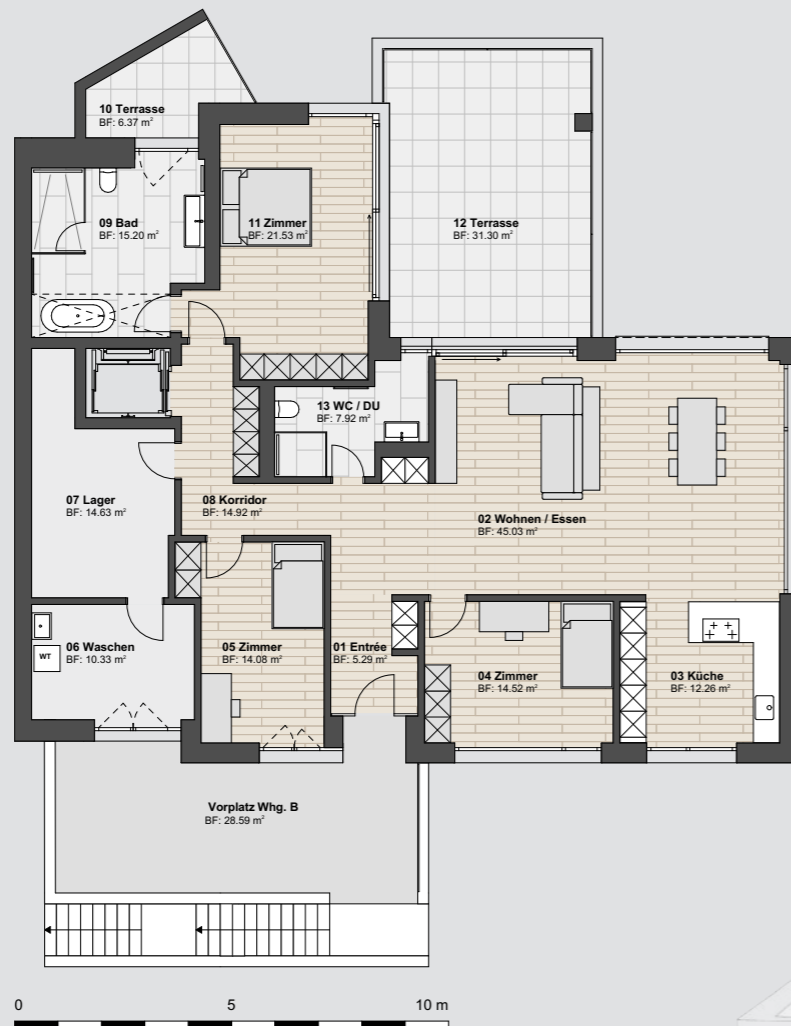 10 Terrasse
BF: 6.37 m²
09 Bad
BF: 15.20 m²
11 Zimmer
BF: 21.53 m²
12 Terrasse
BF: 31.30 m²
13 WC / DU
BF: 7.92 m²
07 Lager
BF: 14.63 m²
08 Korridor
BF: 14.92 m²
02 Wohnen / Essen
BF: 45.03 m²
06 Waschen
BF: 10.33 m²
WT
05 Zimmer
BF: 14.08 m²
01 Entrée
BF: 5.29 m²
04 Zimmer
BF: 14.52 m²
03 Küche
BF: 12.26 m²
Vorplatz Whg. B
BF: 28.59 m²
0 5 10 m